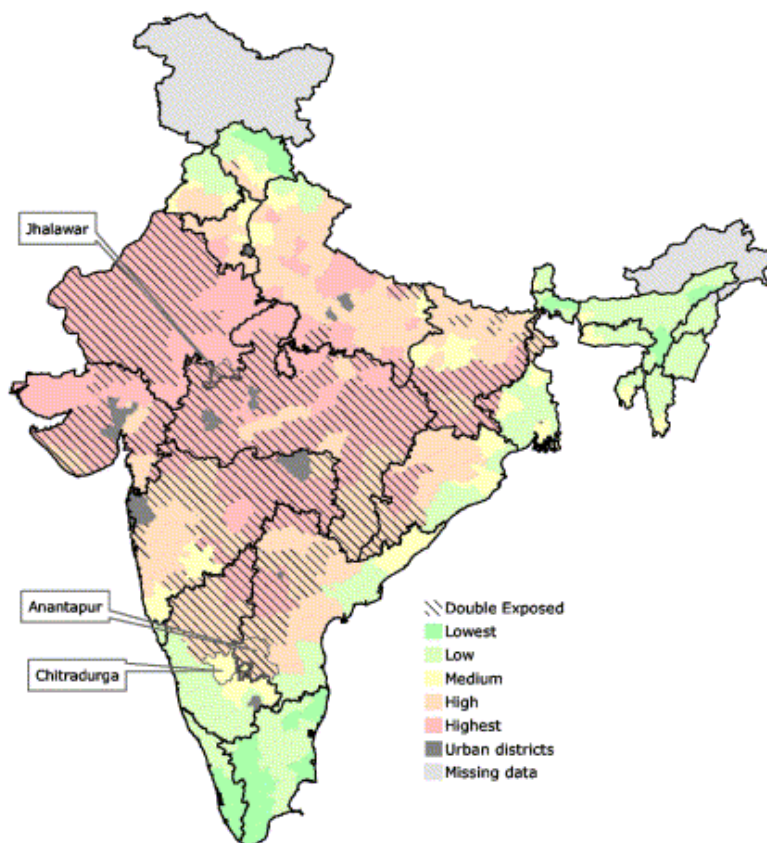 Jhalawar
Anantapur
Chitradurga
Double Exposed
Lowest
Low
Medium
High
Highest
Urban districts
Missing data